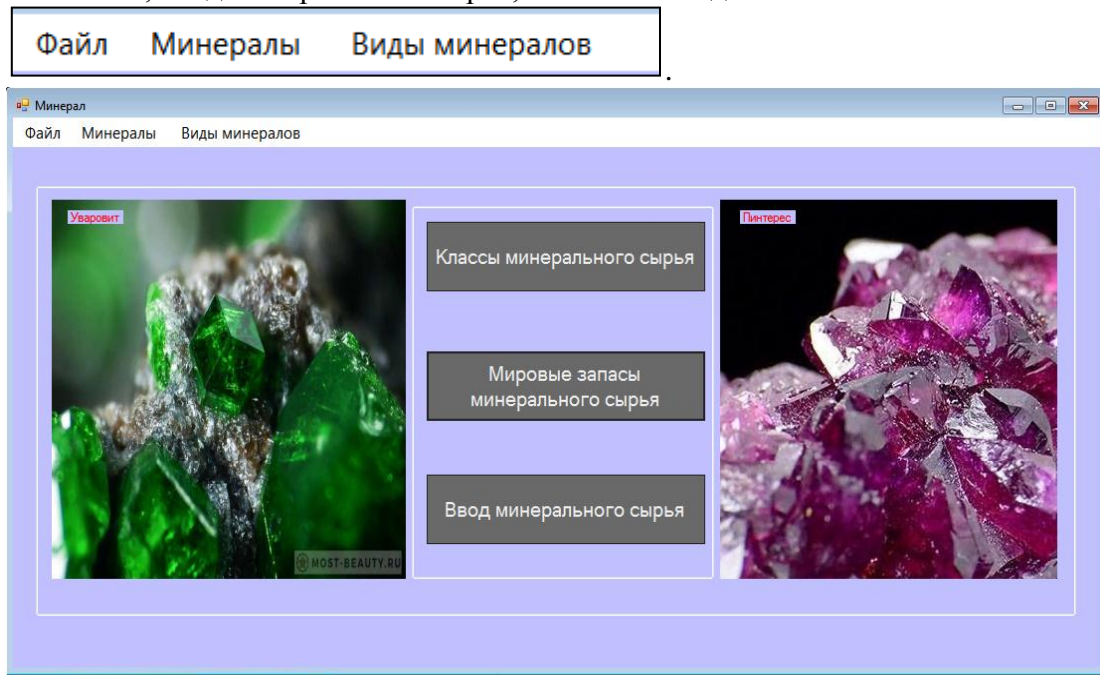 Файл Минералы Виды минералов
.
Минерал
Файл Минералы Виды минералов
Уваровит
Пинтерес
Классы минерального сырья
Мировые запасы
минерального сырья
Ввод минерального сырья
MOST-BEAUTY.RU